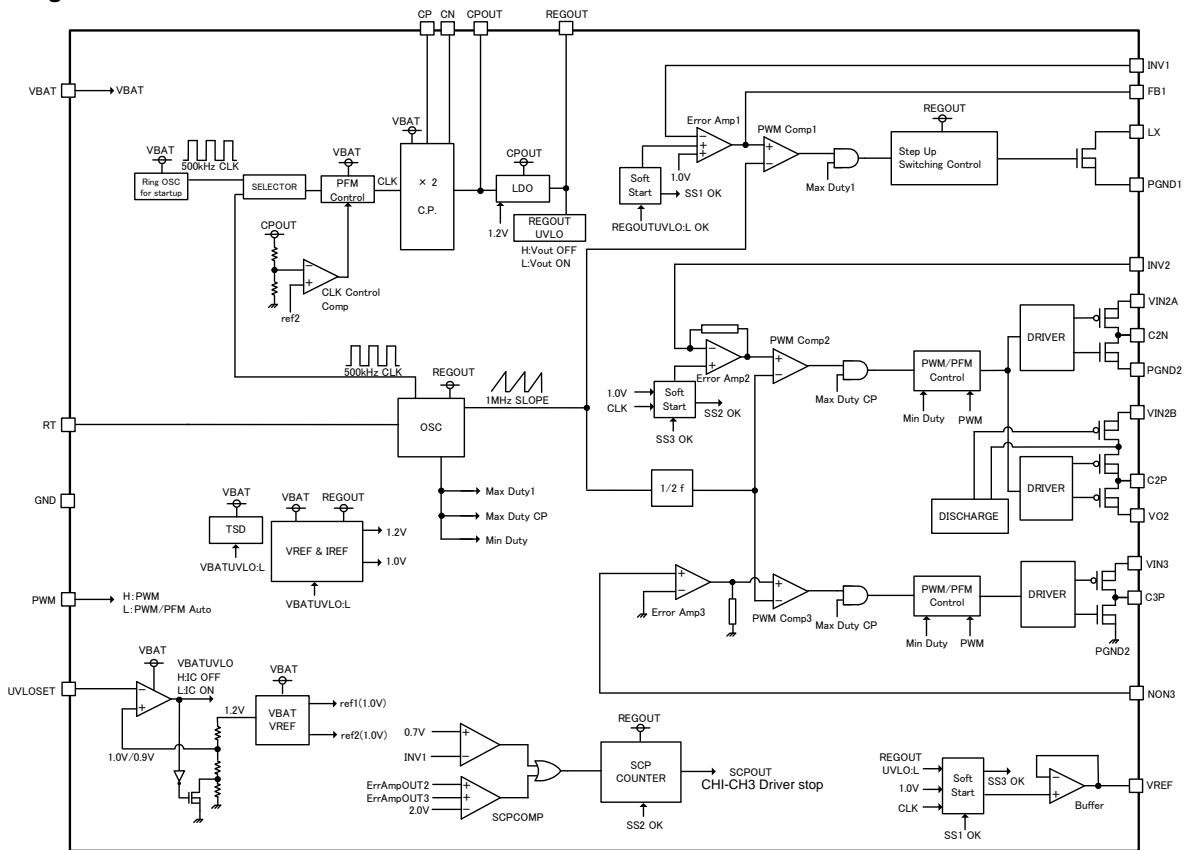 CP
CN
CPOUT
REGOUT
VBAT
VBAT
VBAT
500kHz CLK
Ring OSC
for startup
SELECTOR
VBAT
PFM
Control
CLK
VBAT
× 2
C.P.
CPOUT
LDO
1.2V
REGOUT
UVLO
H:Vout OFF
L:Vout ON
CPOUT
ref2
CLK Control
Comp
INV1
FB1
LX
PGND1
Error Amp1
1.0V
Soft
Start
SS1 OK
REGOUTUVLO:L OK
PWM Comp1
Max Duty1
REGOUT
Step Up
Switching Control
INV2
VIN2A
C2N
PGND2
VIN2B
C2P
VO2
Error Amp2
1.0V
CLK
Soft
Start
SS2 OK
SS3 OK
PWM Comp2
Max Duty CP
PWM/PFM
Control
Min Duty
PWM
DRIVER
DRIVER
DISCHARGE
500kHz CLK
REGOUT
1MHz SLOPE
RT
OSC
1/2 f
Max Duty1
Max Duty CP
Min Duty
GND
VBAT
TSD
VBATUVLO:L
VBAT
REGOUT
VREF & IREF
1.2V
1.0V
VBATUVLO:L
PWM
H:PWM
L:PWM/PFM Auto
Error Amp3
PWM Comp3
Max Duty CP
PWM/PFM
Control
Min Duty
PWM
DRIVER
VIN3
C3P
PGND2
NON3
UVLOSET
VBAT
VBATUVLO
H:IC OFF
L:IC ON
1.0V/0.9V
1.2V
VBAT
VBAT
VREF
ref1(1.0V)
ref2(1.0V)
0.7V
INV1
ErrAmpOUT2
ErrAmpOUT3
2.0V
SCPCOMP
REGOUT
SCP
COUNTER
SS2 OK
SCPOUT
CHI-CH3 Driver stop
REGOUT
UVLO:L
1.0V
CLK
Soft
Start
SS3 OK
SS1 OK
Buffer
VREF